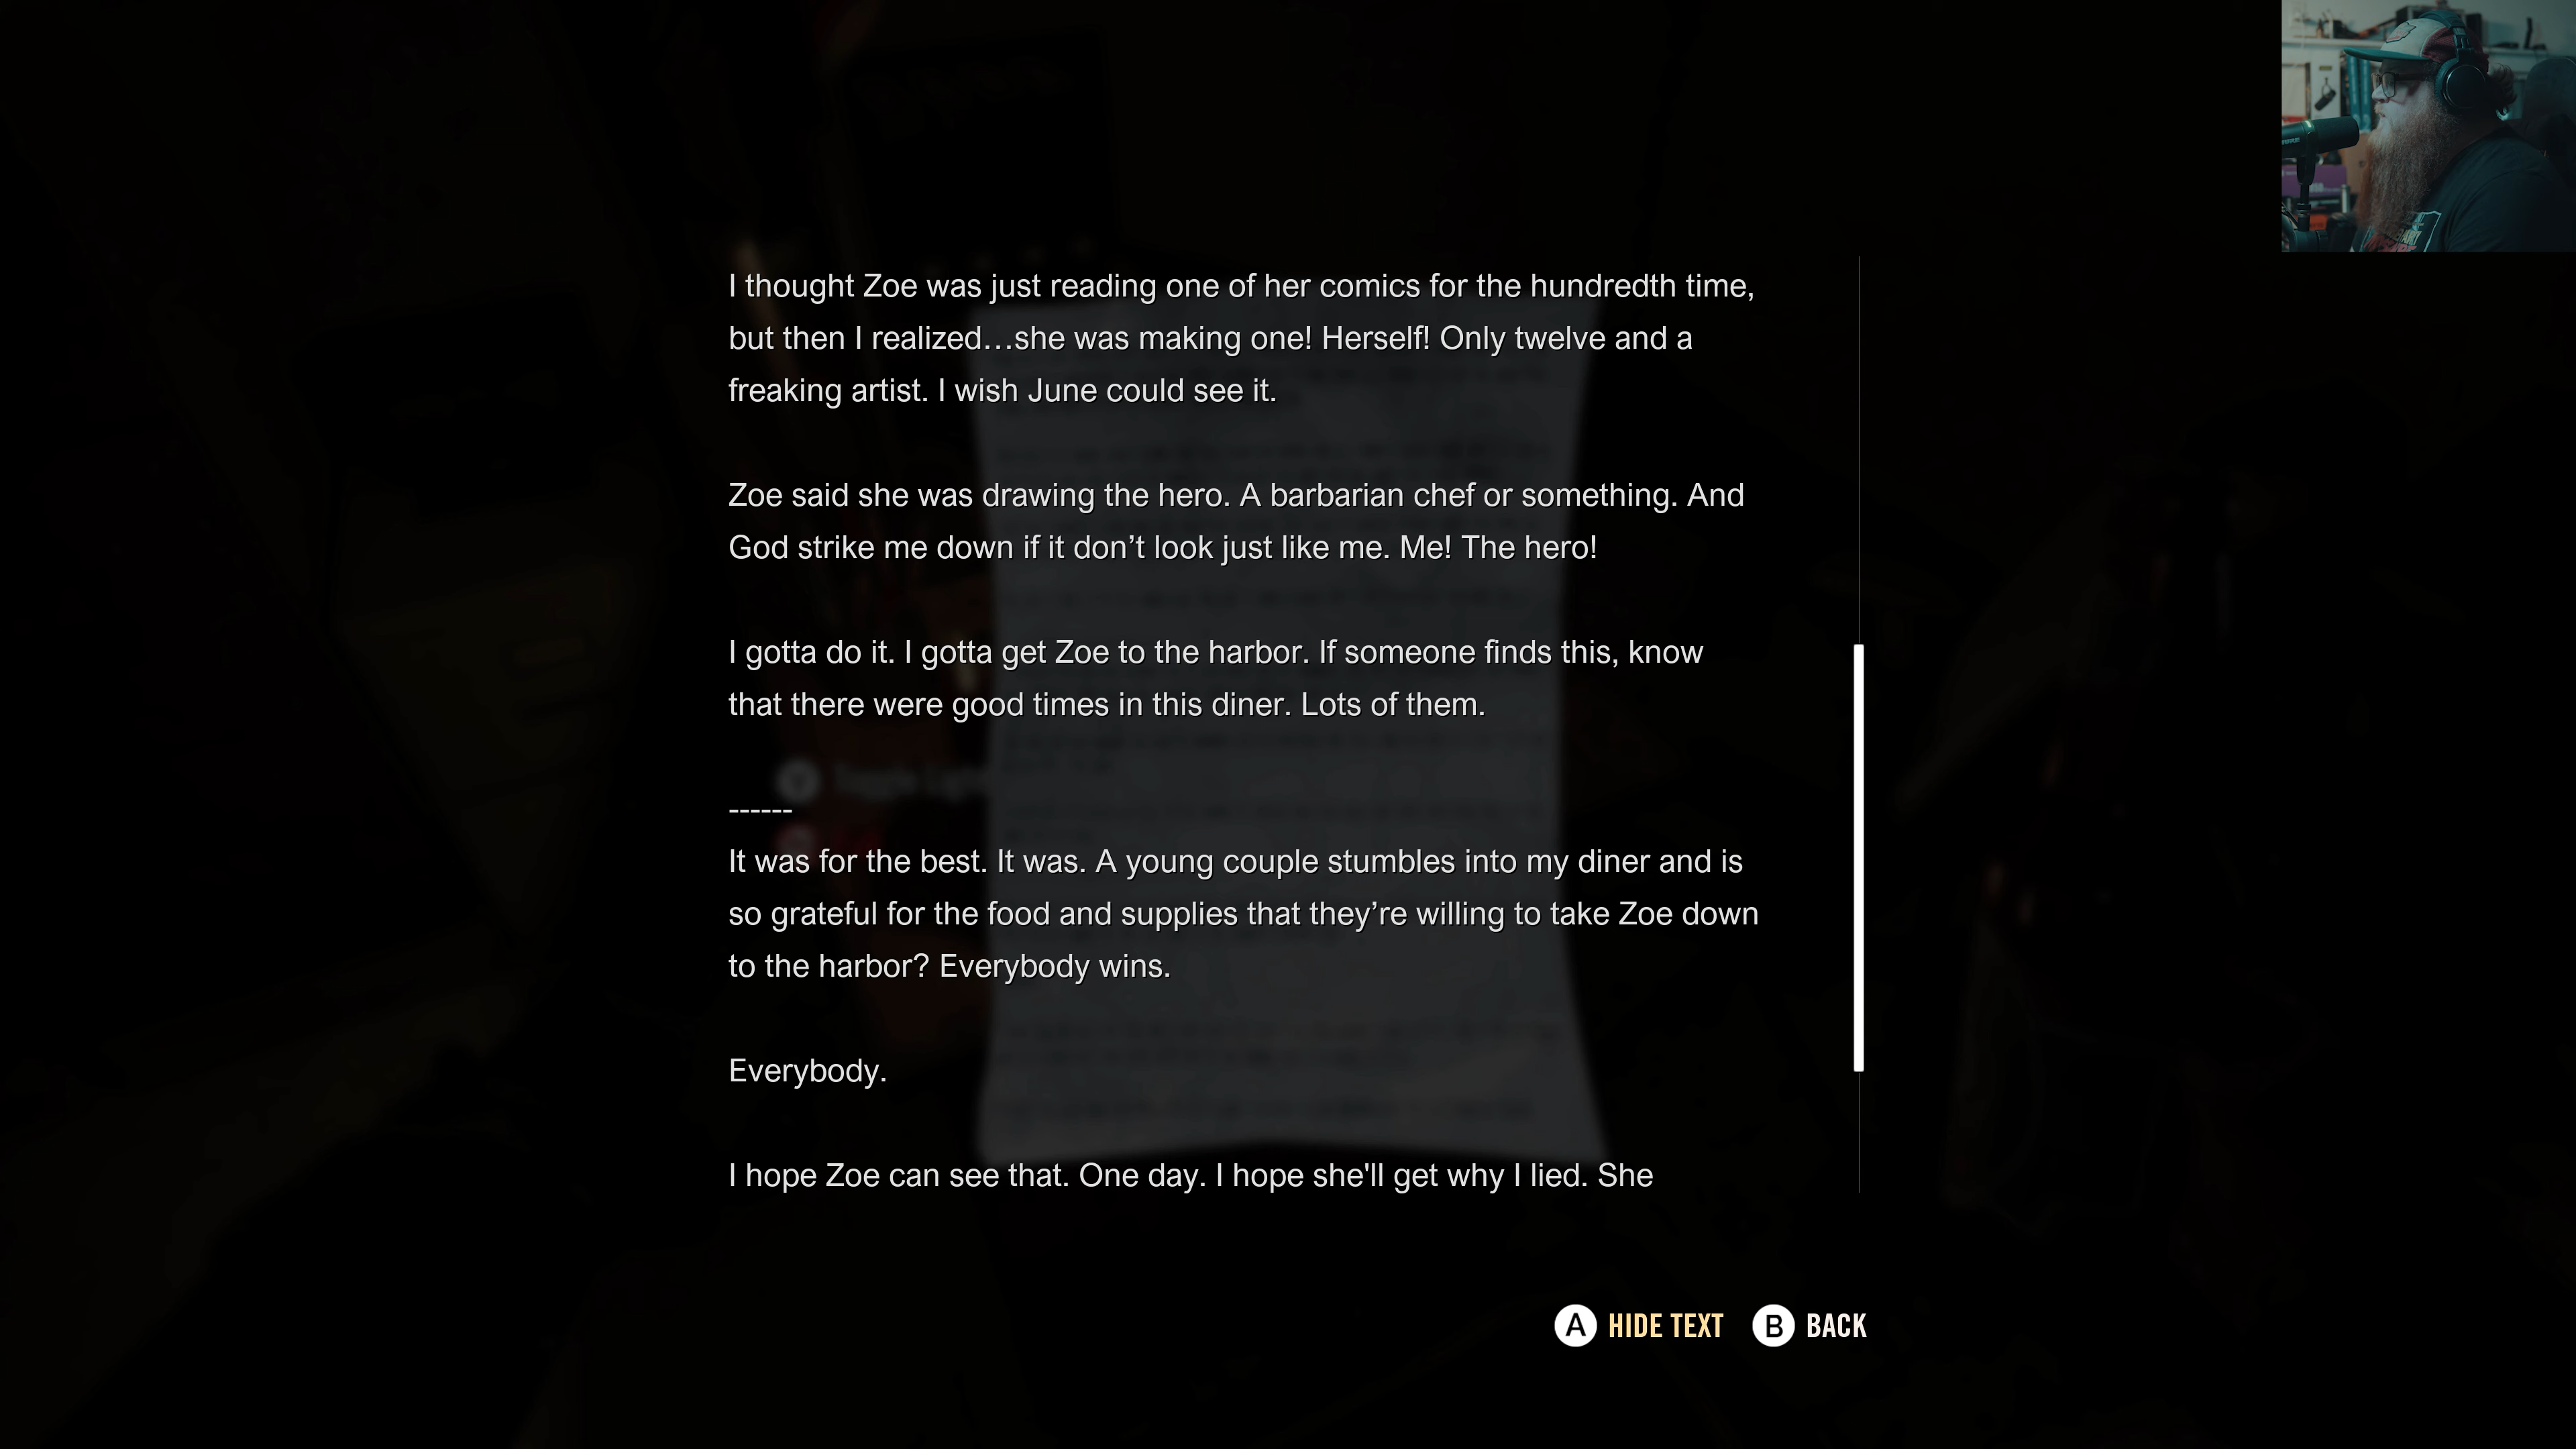 I thought Zoe was just reading one of her comics for the hundredth time,
but then I realized…she was making one! Herself! Only twelve and a
freaking artist. I wish June could see it.
Zoe said she was drawing the hero. A barbarian chef or something. And
God strike me down if it don’t look just like me. Me! The hero!
I gotta do it. I gotta get Zoe to the harbor. If someone finds this, know
that there were good times in this diner. Lots of them.
Toggle Light
------
It was for the best. It was. A young couple stumbles into my diner and is
so grateful for the food and supplies that they’re willing to take Zoe down
to the harbor? Everybody wins.
Everybody.
I hope Zoe can see that. One day. I hope she'll get why I lied. She
A HIDE TEXT B BACK